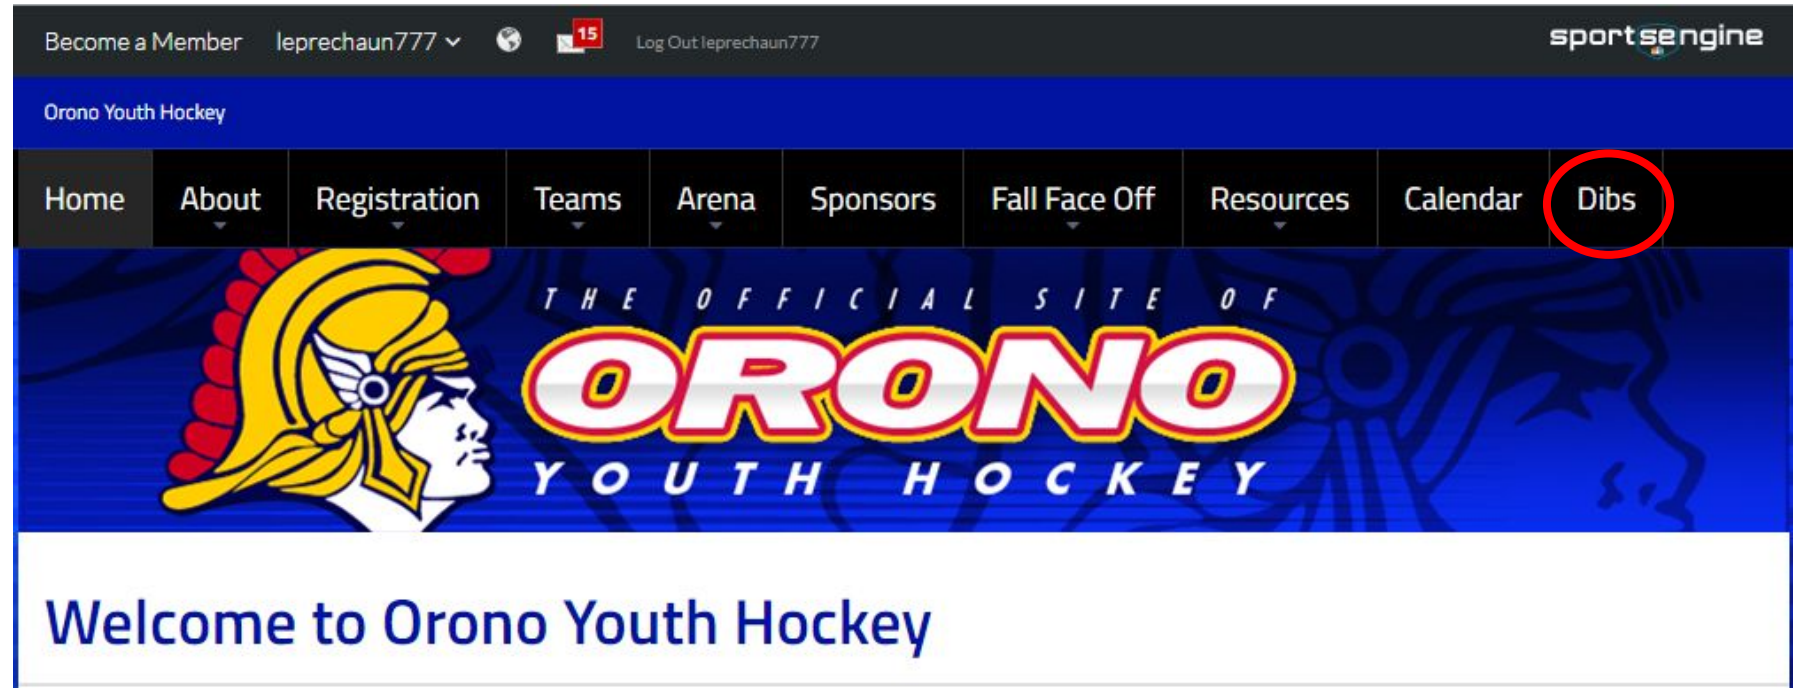 Become a Member leprechaun777 15 Log Out leprechaun777 sportsengine
Orono Youth Hockey
Home About Registration Teams Arena Sponsors Fall Face Off Resources Calendar Dibs
THE OFFICIAL SITE OF
ORONO
YOUTH HOCKEY
Welcome to Orono Youth Hockey